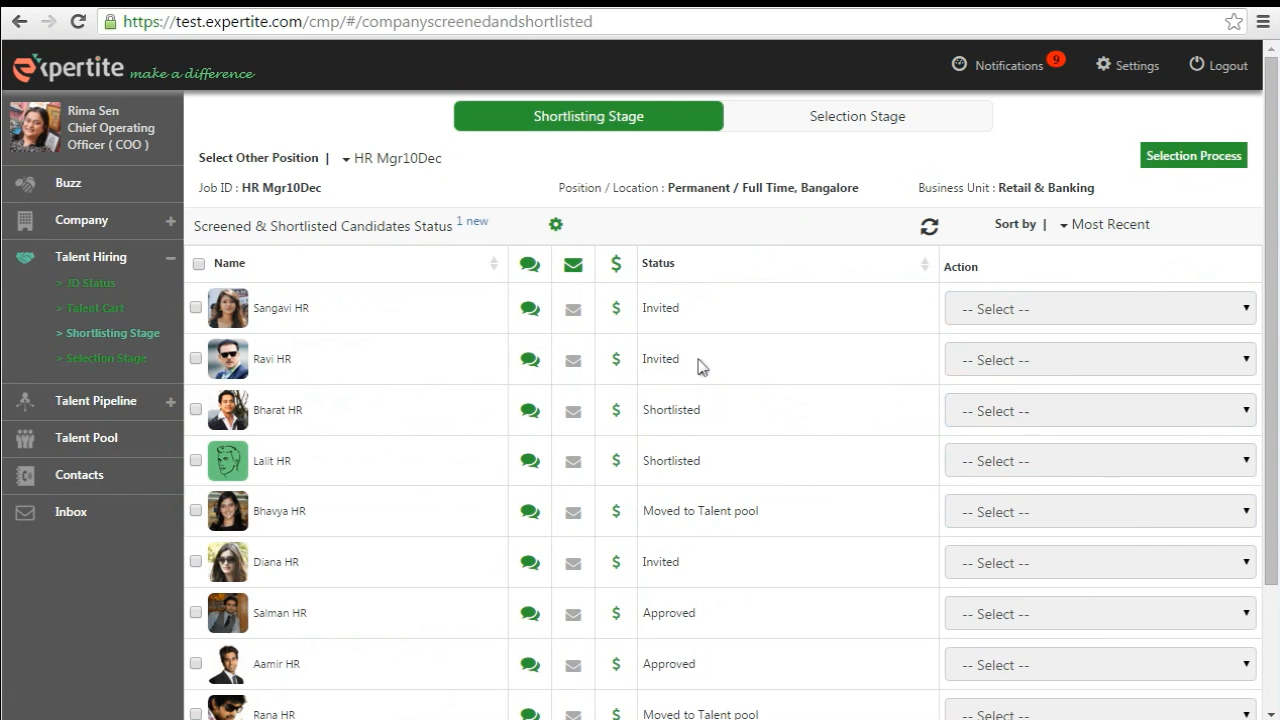 https://test.expertite.com/cmp/#/companyscreenedandshortlisted
expertite make a difference
Notifications 9 Settings Logout
Rima Sen
Chief Operating
Officer ( COO )
Buzz
Company +
Talent Hiring −
> JD Status
> Talent Cart
> Shortlisting Stage
> Selection Stage
Talent Pipeline +
Talent Pool
Contacts
Inbox
Shortlisting Stage Selection Stage
Select Other Position | HR Mgr10Dec Selection Process
Job ID : HR Mgr10Dec Position / Location : Permanent / Full Time, Bangalore Business Unit : Retail & Banking
Screened & Shortlisted Candidates Status 1 new Sort by | Most Recent
Name $ Status Action
Sangavi HR $ Invited -- Select --
Ravi HR $ Invited -- Select --
Bharat HR $ Shortlisted -- Select --
Lalit HR $ Shortlisted -- Select --
Bhavya HR $ Moved to Talent pool -- Select --
Diana HR $ Invited -- Select --
Salman HR $ Approved -- Select --
Aamir HR $ Approved -- Select --
Rana HR $ Moved to Talent pool -- Select --